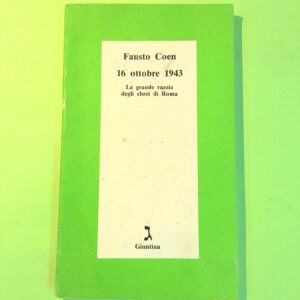 Fausto Coen
16 ottobre 1943
La grande razzia
degli ebrei di Roma
ג
Giuntina